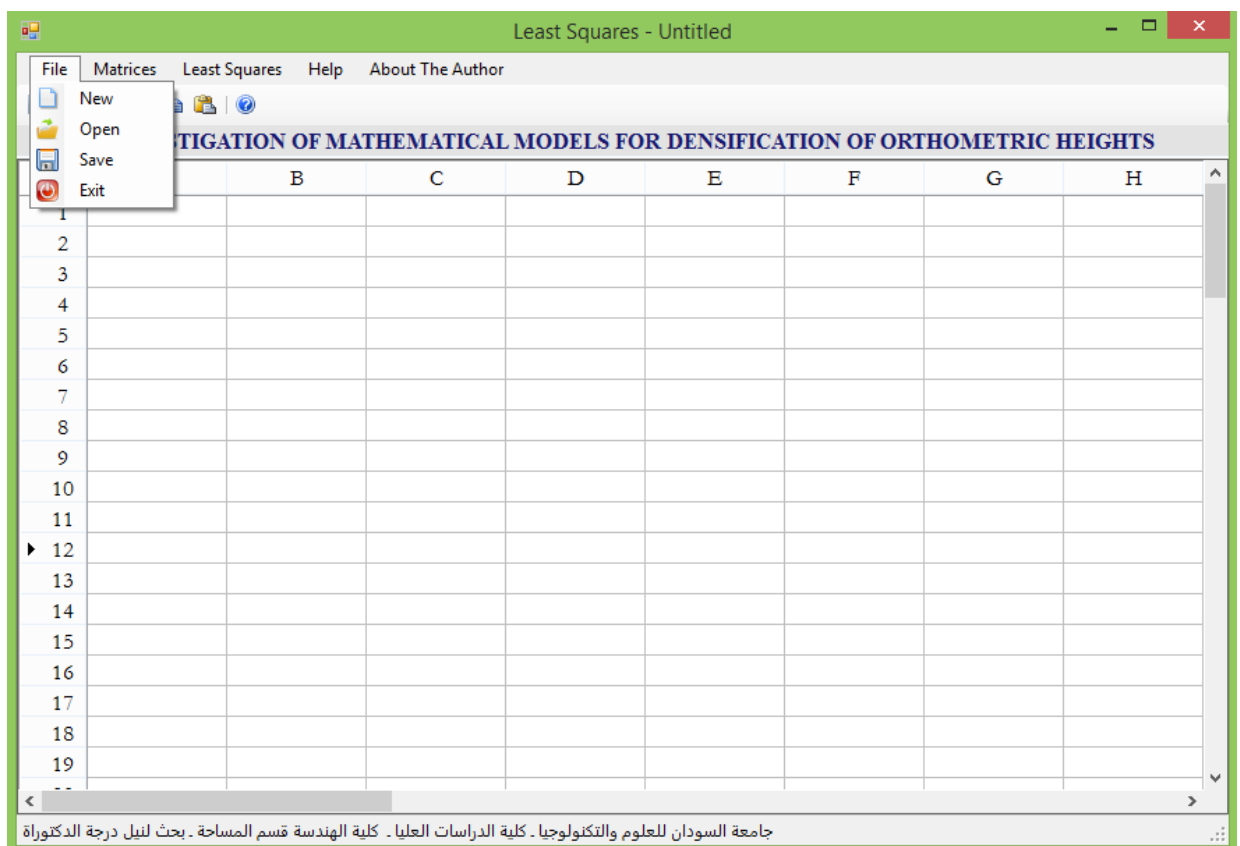 Least Squares - Untitled
File Matrices Least Squares Help About The Author
New
Open
Save
Exit
OF MATHEMATICAL MODELS FOR DENSIFICATION OF ORTHOMETRIC HEIGHTS
B C D E F G H
1
2
3
4
5
6
7
8
9
10
11
12
13
14
15
16
17
18
19
جامعة السودان للعلوم والتكنولوجيا ـ كلية الدراسات العليا ـ كلية الهندسة قسم المساحة ـ بحث لنيل درجة الدكتوراة